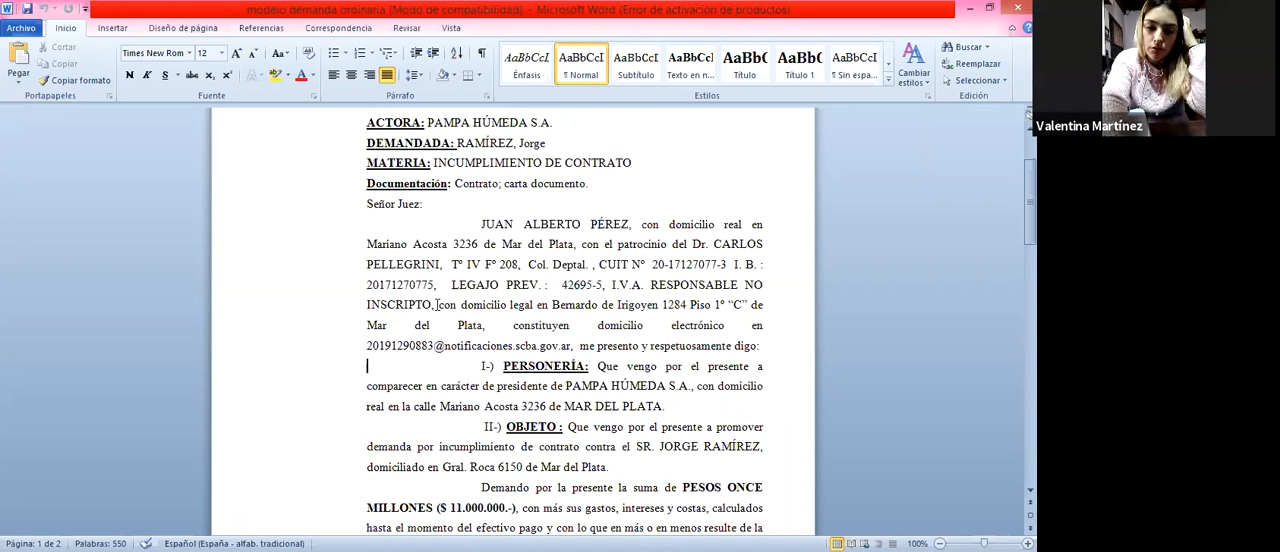 modelo demanda ordinaria [Modo de compatibilidad] - Microsoft Word (Error de activación de productos)
Archivo Inicio Insertar Diseño de página Referencias Correspondencia Revisar Vista
Pegar
Cortar
Copiar
Copiar formato
Portapapeles
Times New Rom 12
Fuente
Párrafo
AaBbCcI Énfasis
AaBbCcI ¶ Normal
AaBbCcI Subtítulo
AaBbCcI Texto en n...
AaBb( Título
AaBbC Título 1
AaBbCcI ¶ Sin espa...
Cambiar estilos
Estilos
Buscar
Reemplazar
Seleccionar
Edición
ACTORA: PAMPA HÚMEDA S.A.
DEMANDADA: RAMÍREZ, Jorge
MATERIA: INCUMPLIMIENTO DE CONTRATO
Documentación: Contrato; carta documento.
Señor Juez:
JUAN ALBERTO PÉREZ, con domicilio real en
Mariano Acosta 3236 de Mar del Plata, con el patrocinio del Dr. CARLOS
PELLEGRINI, Tº IV Fº 208, Col. Deptal. , CUIT Nº 20-17127077-3 I. B. :
20171270775, LEGAJO PREV. : 42695-5, I.V.A. RESPONSABLE NO
INSCRIPTO, con domicilio legal en Bernardo de Irigoyen 1284 Piso 1º “C” de
Mar del Plata, constituyen domicilio electrónico en
20191290883@notificaciones.scba.gov.ar, me presento y respetuosamente digo:
I-) PERSONERÍA: Que vengo por el presente a
comparecer en carácter de presidente de PAMPA HÚMEDA S.A., con domicilio
real en la calle Mariano Acosta 3236 de MAR DEL PLATA.
II-) OBJETO : Que vengo por el presente a promover
demanda por incumplimiento de contrato contra el SR. JORGE RAMÍREZ,
domiciliado en Gral. Roca 6150 de Mar del Plata.
Demando por la presente la suma de PESOS ONCE
MILLONES ($ 11.000.000.-), con más sus gastos, intereses y costas, calculados
hasta el momento del efectivo pago y con lo que en más o en menos resulte de la
Página: 1 de 2 Palabras: 550 Español (España - alfab. tradicional) 100%
Valentina Martínez